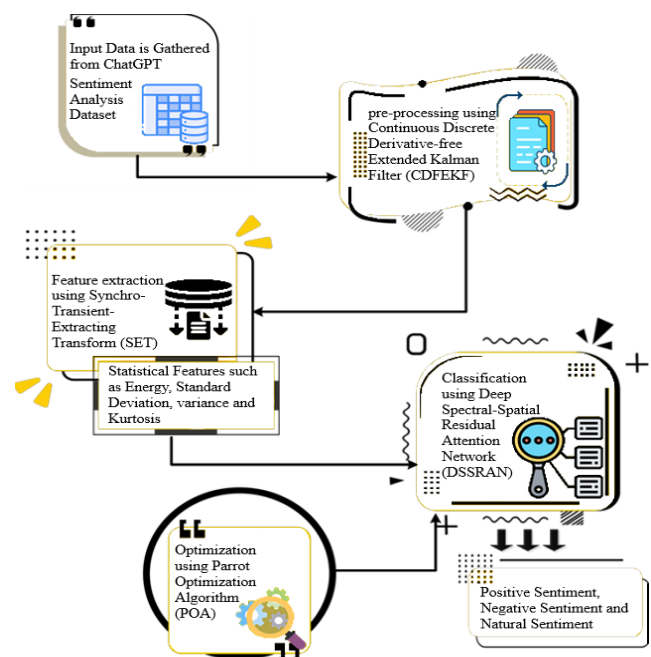 Input Data is Gathered
from ChatGPT
Sentiment
Analysis
Dataset
pre-processing using
Continuous Discrete
Derivative-free
Extended Kalman
Filter (CDFEKF)
Feature extraction
using Synchro-
Transient-
Extracting
Transform (SET)
Statistical Features such
as Energy, Standard
Deviation, variance and
Kurtosis
Classification
using Deep
Spectral-Spatial
Residual
Attention
Network
(DSSRAN)
Optimization
using Parrot
Optimization
Algorithm
(POA)
Positive Sentiment,
Negative Sentiment and
Natural Sentiment